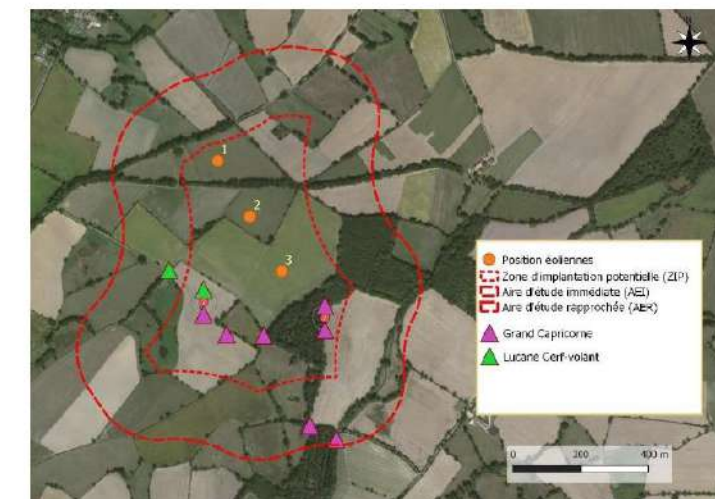 1
2
3
Position éoliennes
Zone d'implantation potentielle (ZIP)
Aire d'étude immédiate (AEI)
Aire d'étude rapprochée (AER)
Grand Capricorne
Lucane Cerf-volant
0 200 400 m